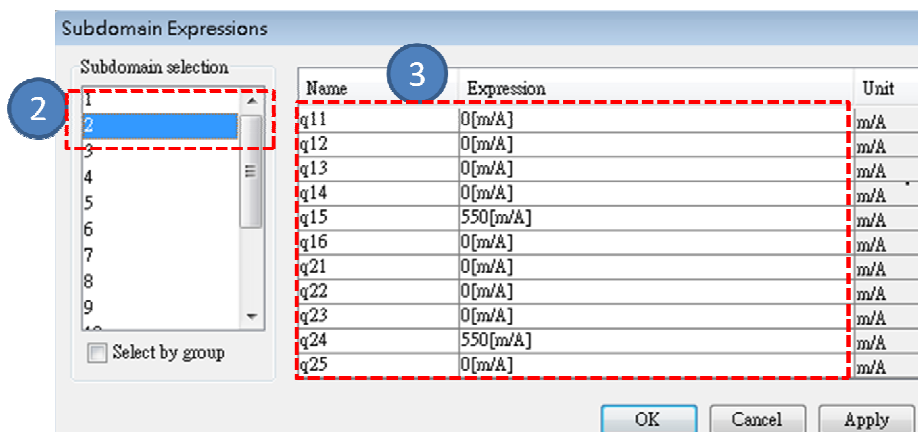 Subdomain Expressions
Subdomain selection
2
1
2
3
4
5
6
7
8
9
Select by group
3
Name Expression Unit
q11 0[m/A] m/A
q12 0[m/A] m/A
q13 0[m/A] m/A
q14 0[m/A] m/A
q15 550[m/A] m/A
q16 0[m/A] m/A
q21 0[m/A] m/A
q22 0[m/A] m/A
q23 0[m/A] m/A
q24 550[m/A] m/A
q25 0[m/A] m/A
OK Cancel Apply